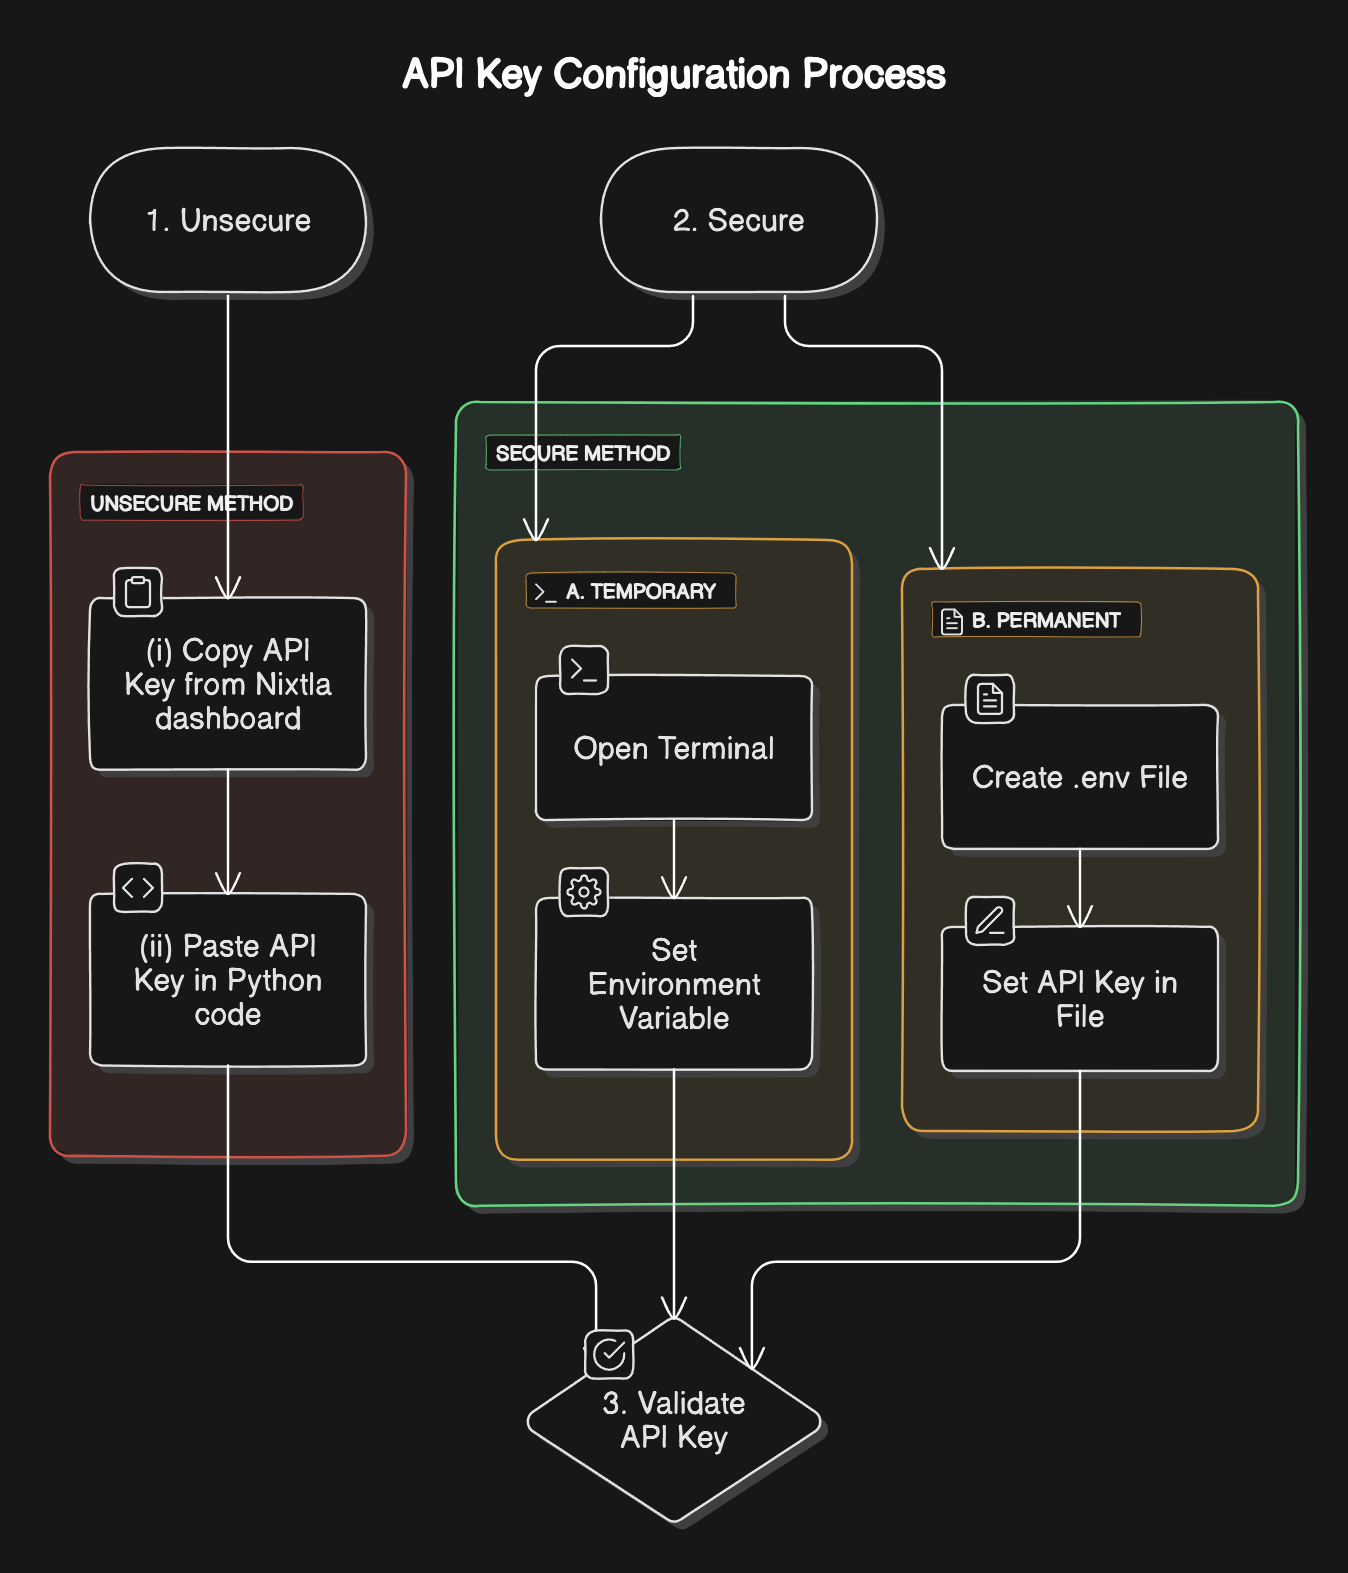 API Key Configuration Process
1. Unsecure
2. Secure
UNSECURE METHOD
(i) Copy API
Key from Nixtla
dashboard
(ii) Paste API
Key in Python
code
SECURE METHOD
A. TEMPORARY
Open Terminal
Set
Environment
Variable
B. PERMANENT
Create .env File
Set API Key in
File
3. Validate
API Key